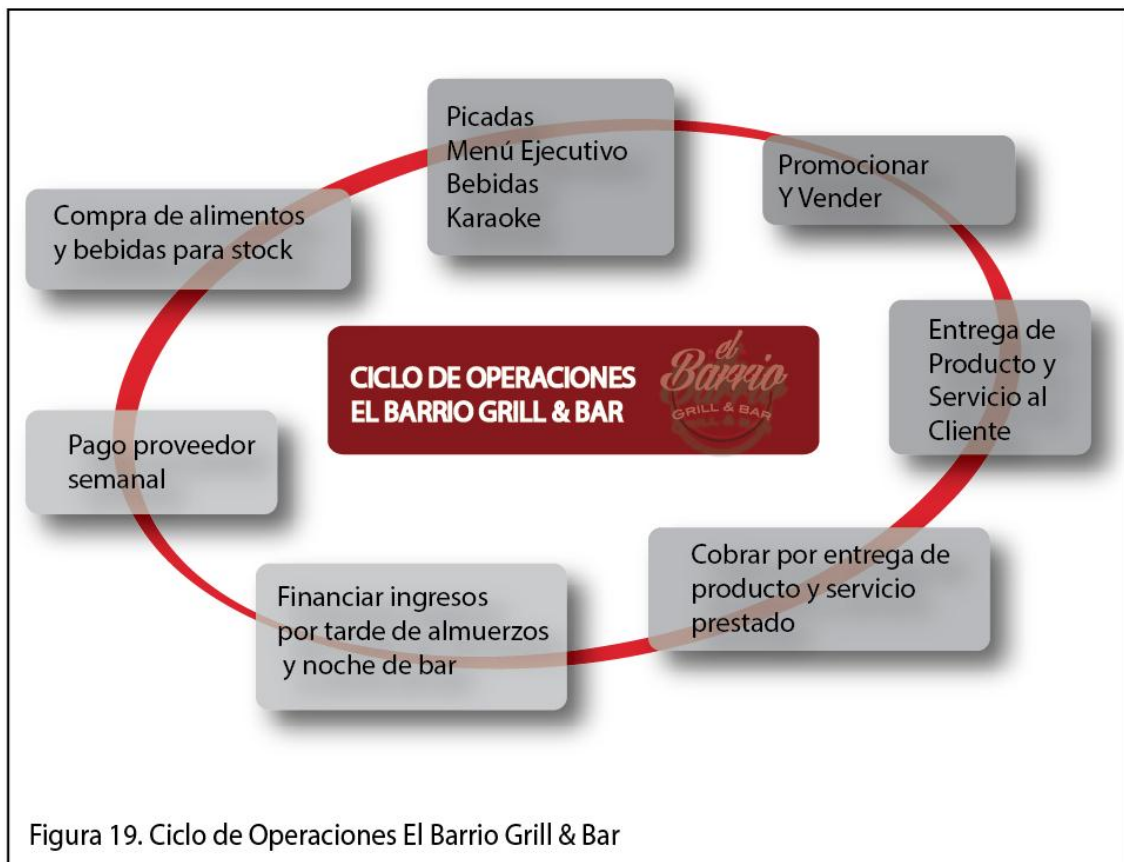 Picadas
Menú Ejecutivo
Bebidas
Karaoke
Promocionar
Y Vender
Compra de alimentos
y bebidas para stock
Entrega de
Producto y
Servicio al
Cliente
CICLO DE OPERACIONES
EL BARRIO GRILL & BAR
el
Barrio
GRILL & BAR
Pago proveedor
semanal
Cobrar por entrega de
producto y servicio
prestado
Financiar ingresos
por tarde de almuerzos
y noche de bar
Figura 19. Ciclo de Operaciones El Barrio Grill & Bar